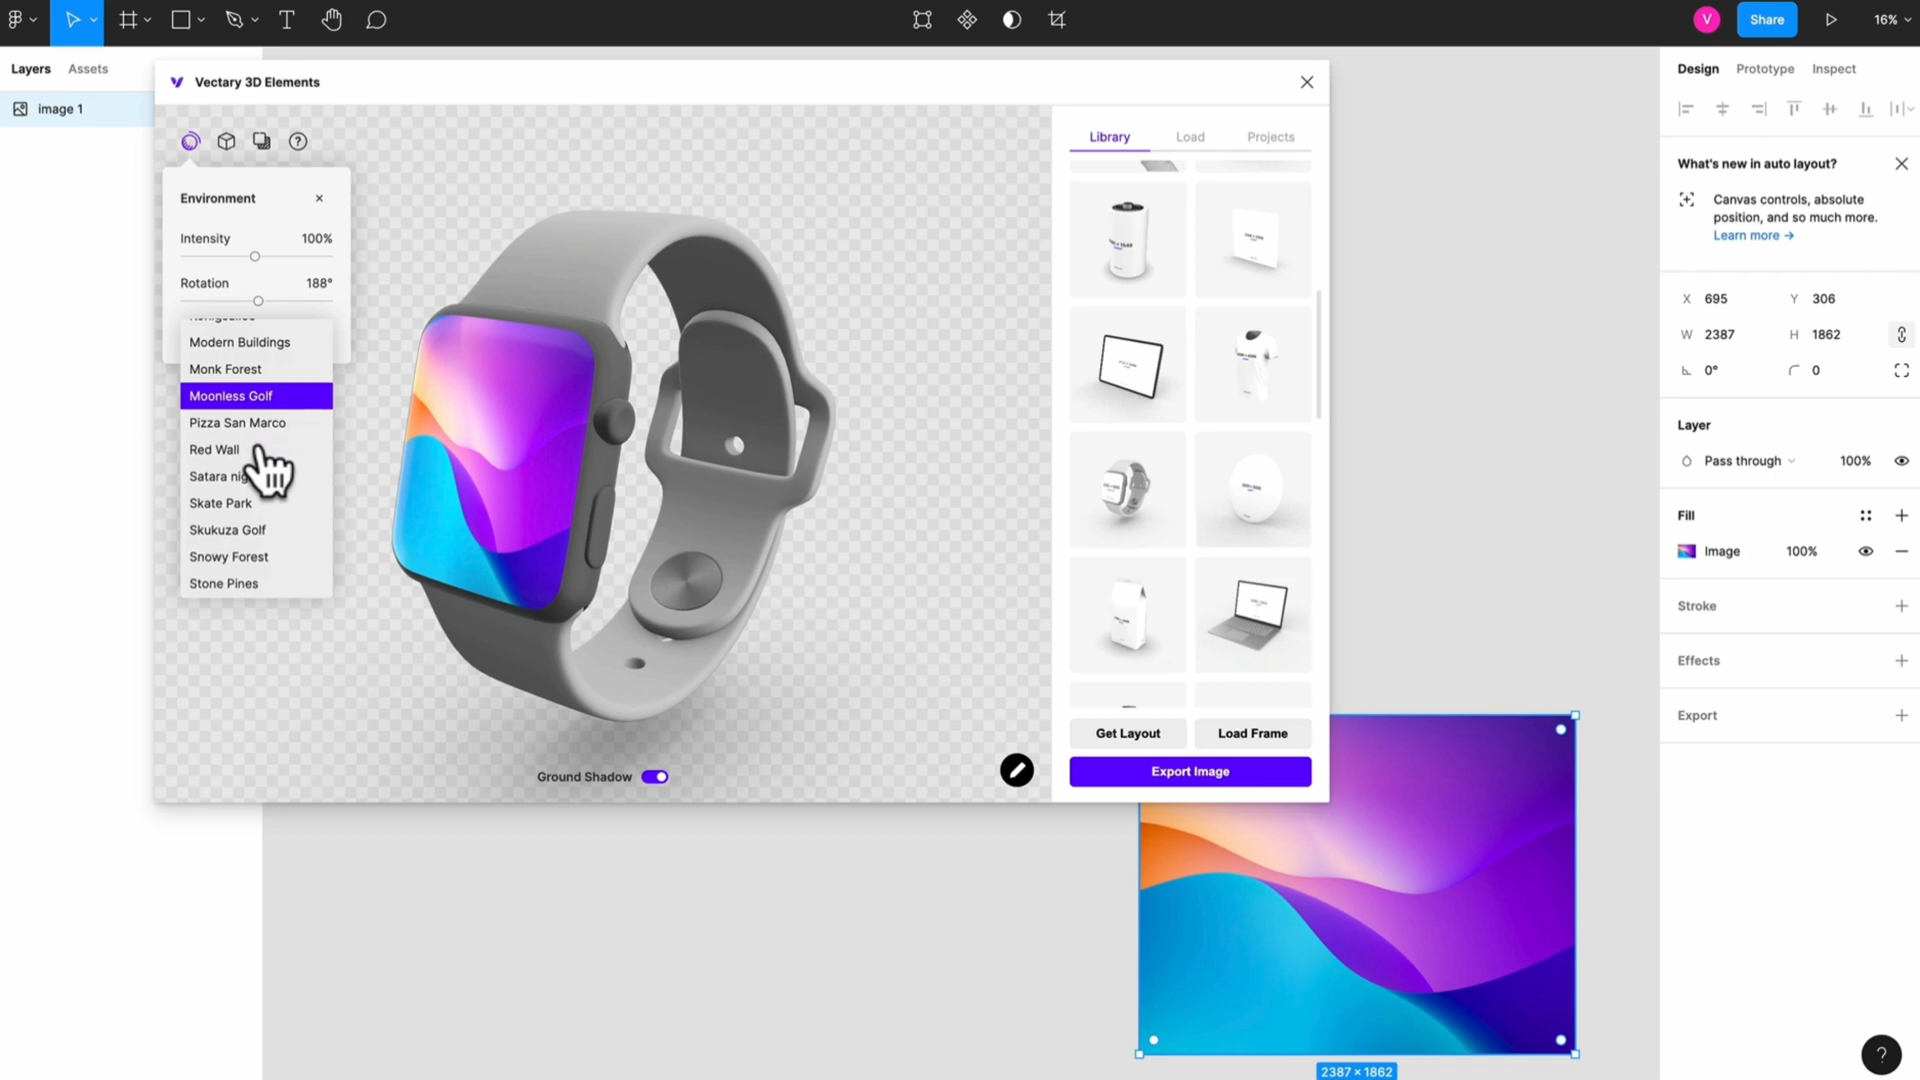 V
Share
16%
Layers
Assets
Vectary 3D Elements
Design
Prototype
Inspect
image 1
Library
Load
Projects
What's new in auto layout?
Environment
Canvas controls, absolute
position, and so much more.
Learn more →
Intensity
100%
Rotation
188°
Modern Buildings
Monk Forest
Moonless Golf
Pizza San Marco
Red Wall
Satara nig
Skate Park
Skukuza Golf
Snowy Forest
Stone Pines
X 695
Y 306
W 2387
H 1862
0°
0
Layer
Pass through
100%
Fill
Image
100%
Stroke
Effects
Export
Get Layout
Load Frame
Export Image
Ground Shadow
2387 × 1862
?